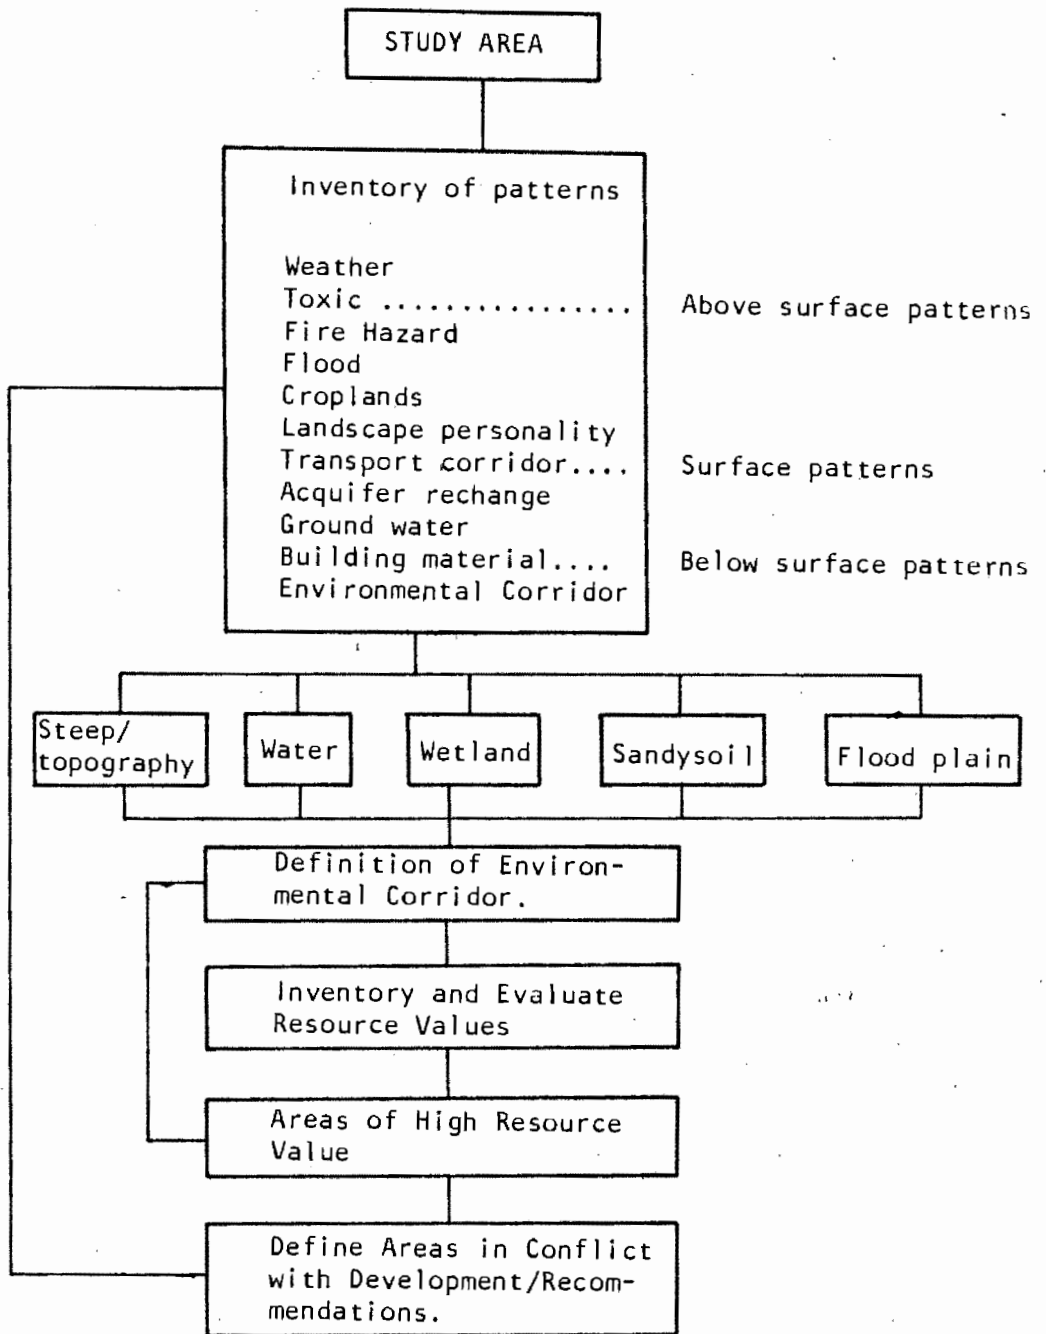 STUDY AREA
Inventory of patterns
Weather
Toxic ................ Above surface patterns
Fire Hazard
Flood
Croplands
Landscape personality
Transport corridor.... Surface patterns
Acquifer rechange
Ground water
Building material.... Below surface patterns
Environmental Corridor
Steep/
topography
Water
Wetland
Sandysoil
Flood plain
Definition of Environ-
mental Corridor.
Inventory and Evaluate
Resource Values
Areas of High Resource
Value
Define Areas in Conflict
with Development/Recom-
mendations.